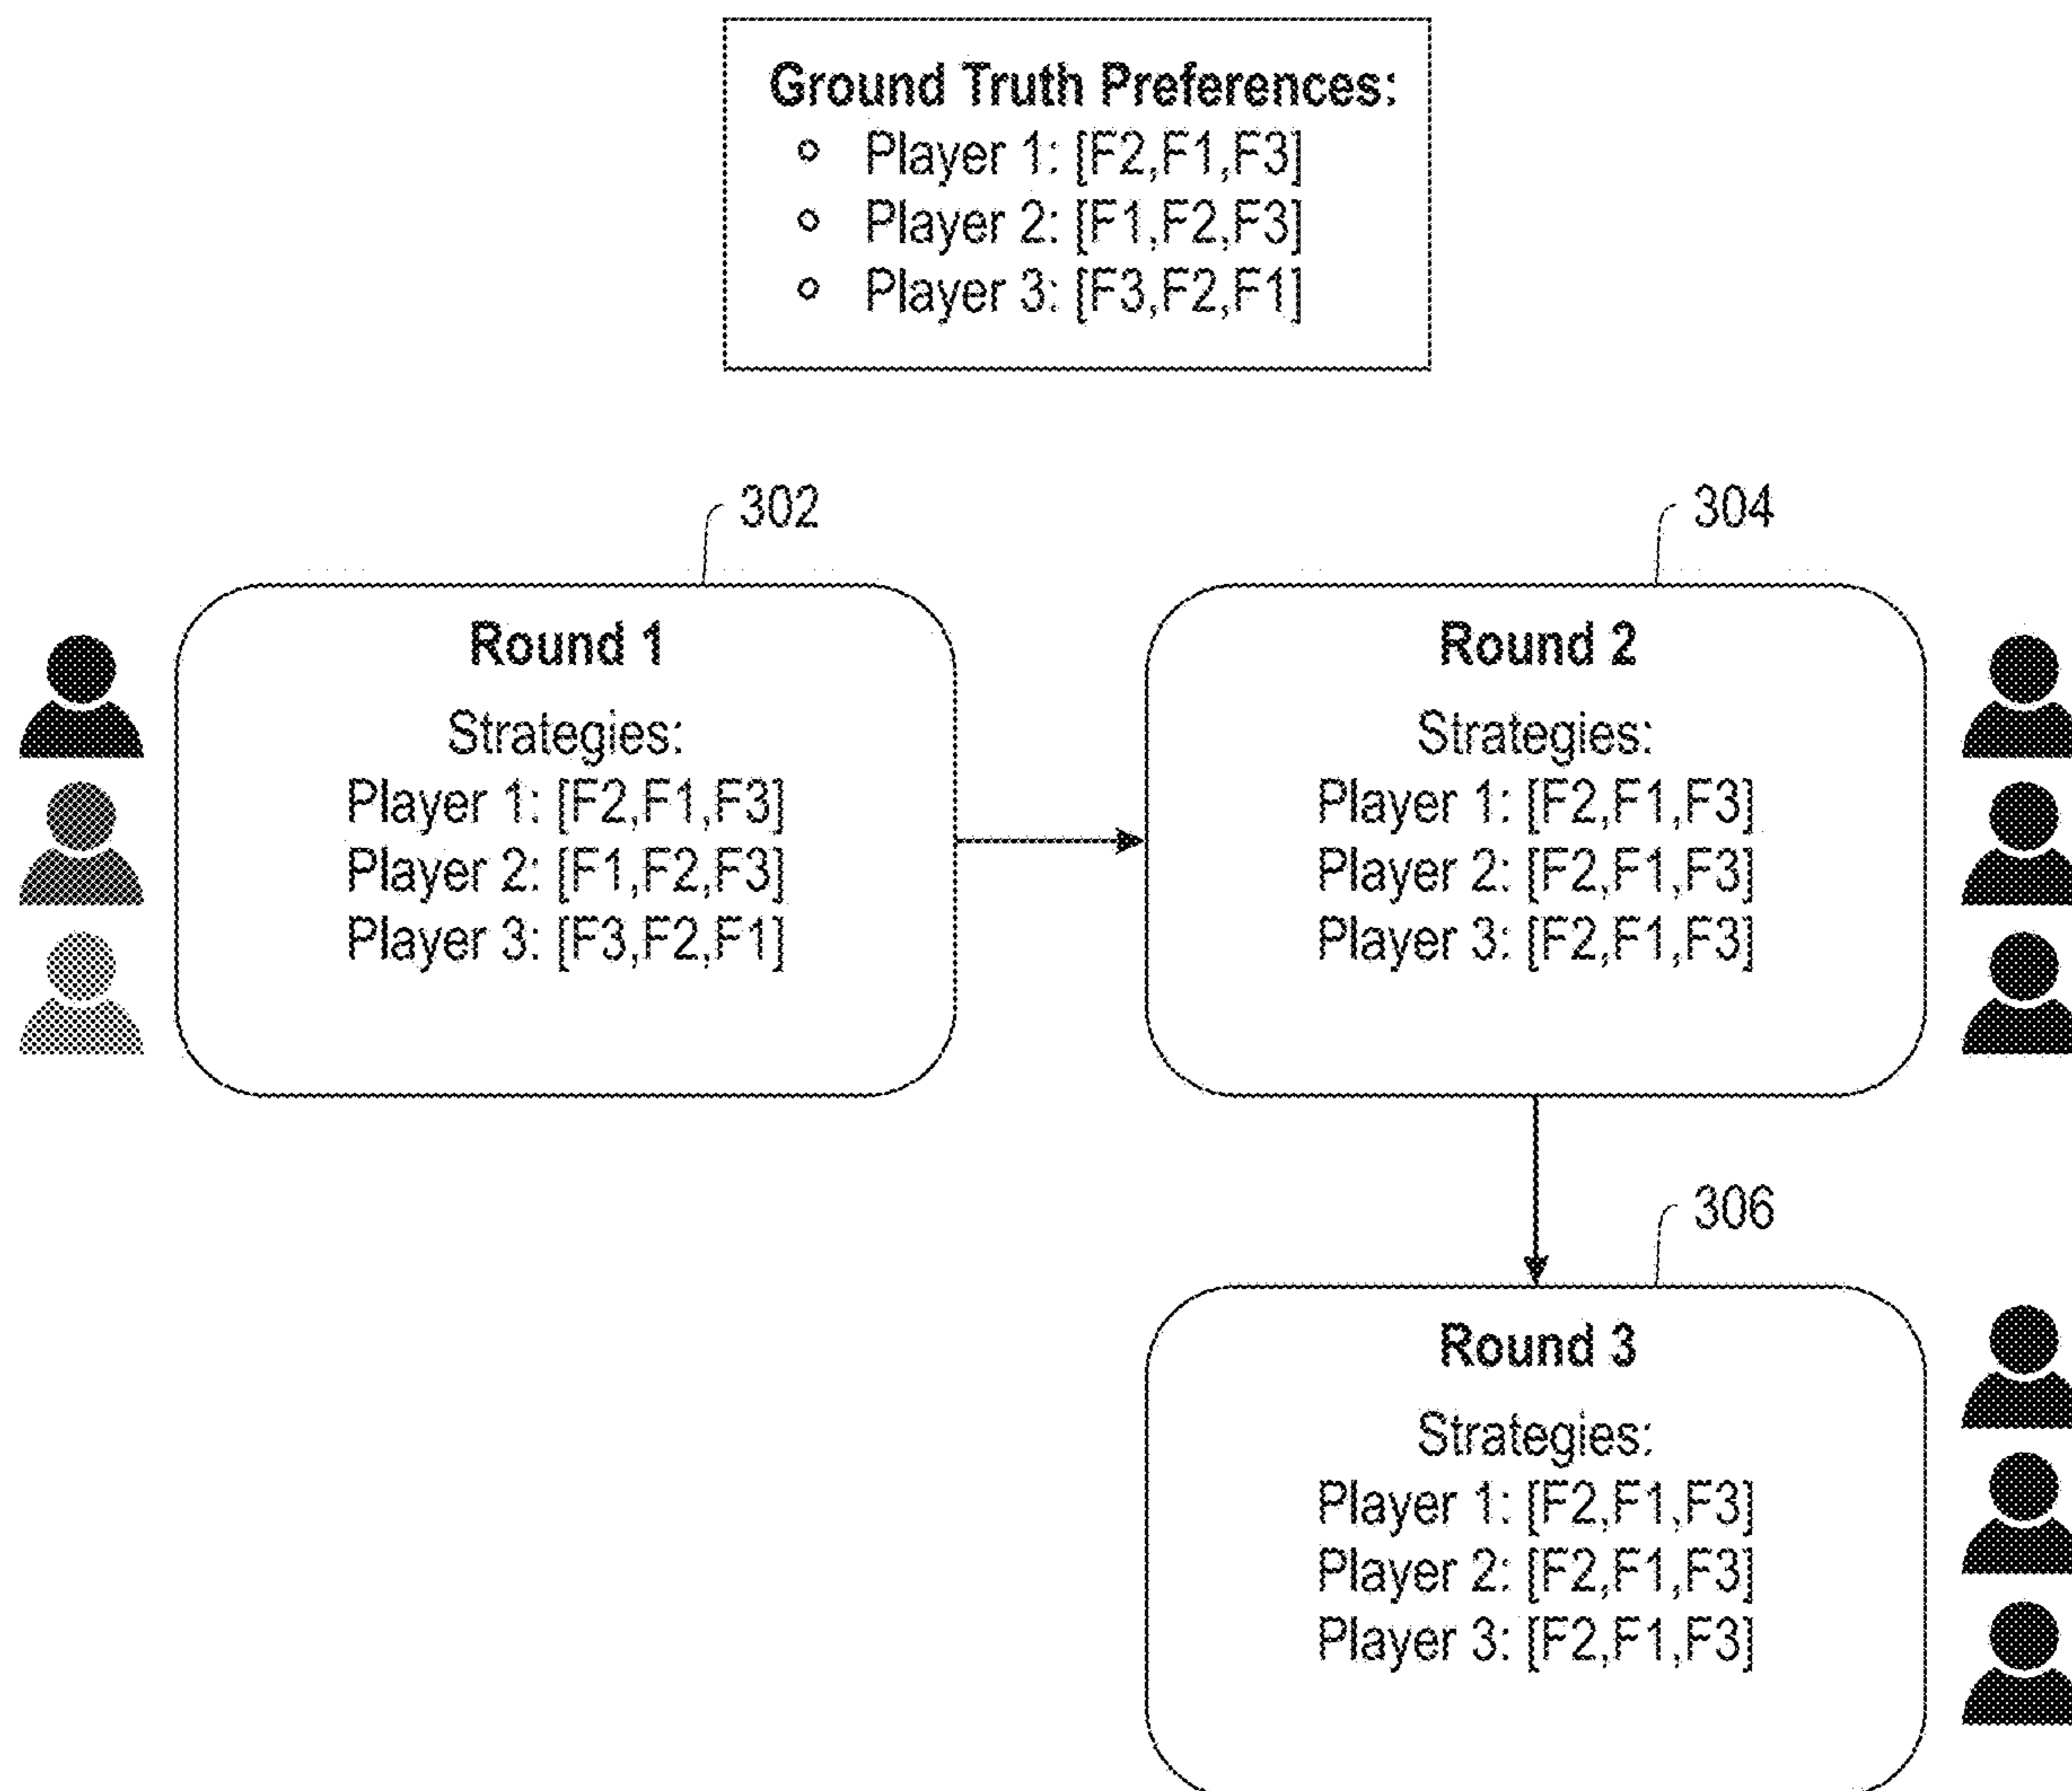 Ground Truth Preferences:
Player 1: [F2,F1,F3]
Player 2: [F1,F2,F3]
Player 3: [F3,F2,F1]
302
Round 1
Strategies:
Player 1: [F2,F1,F3]
Player 2: [F1,F2,F3]
Player 3: [F3,F2,F1]
304
Round 2
Strategies:
Player 1: [F2,F1,F3]
Player 2: [F2,F1,F3]
Player 3: [F2,F1,F3]
306
Round 3
Strategies:
Player 1: [F2,F1,F3]
Player 2: [F2,F1,F3]
Player 3: [F2,F1,F3]